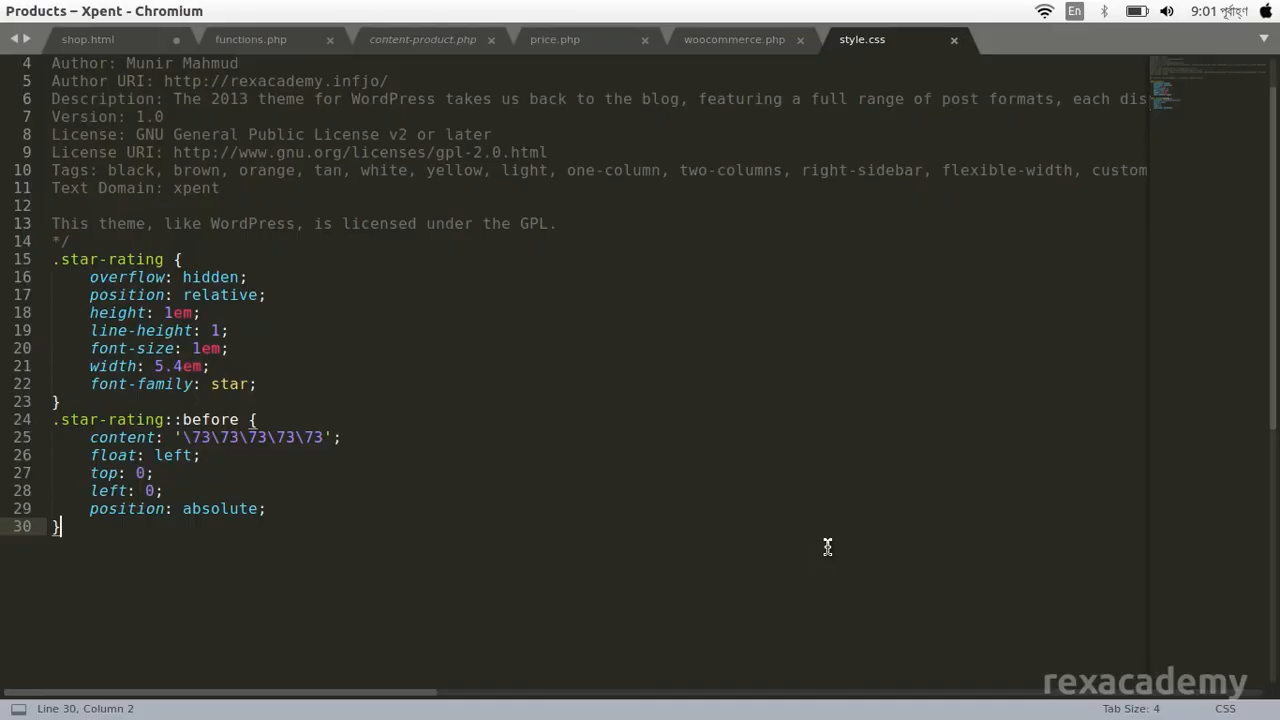 Products – Xpent - Chromium
En
9:01 পূর্বাহ্ণ
shop.html
functions.php
content-product.php
price.php
woocommerce.php
style.css
4 Author: Munir Mahmud
5 Author URI: http://rexacademy.infjo/
6 Description: The 2013 theme for WordPress takes us back to the blog, featuring a full range of post formats, each dis
7 Version: 1.0
8 License: GNU General Public License v2 or later
9 License URI: http://www.gnu.org/licenses/gpl-2.0.html
10 Tags: black, brown, orange, tan, white, yellow, light, one-column, two-columns, right-sidebar, flexible-width, custom
11 Text Domain: xpent
12
13 This theme, like WordPress, is licensed under the GPL.
14 */
15 .star-rating {
16     overflow: hidden;
17     position: relative;
18     height: 1em;
19     line-height: 1;
20     font-size: 1em;
21     width: 5.4em;
22     font-family: star;
23 }
24 .star-rating::before {
25     content: '\73\73\73\73\73';
26     float: left;
27     top: 0;
28     left: 0;
29     position: absolute;
30 }
rexacademy
Line 30, Column 2
Tab Size: 4
CSS